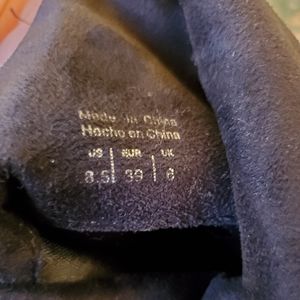 Made in China
Hecho en China
US EUR UK
8.5 39 6